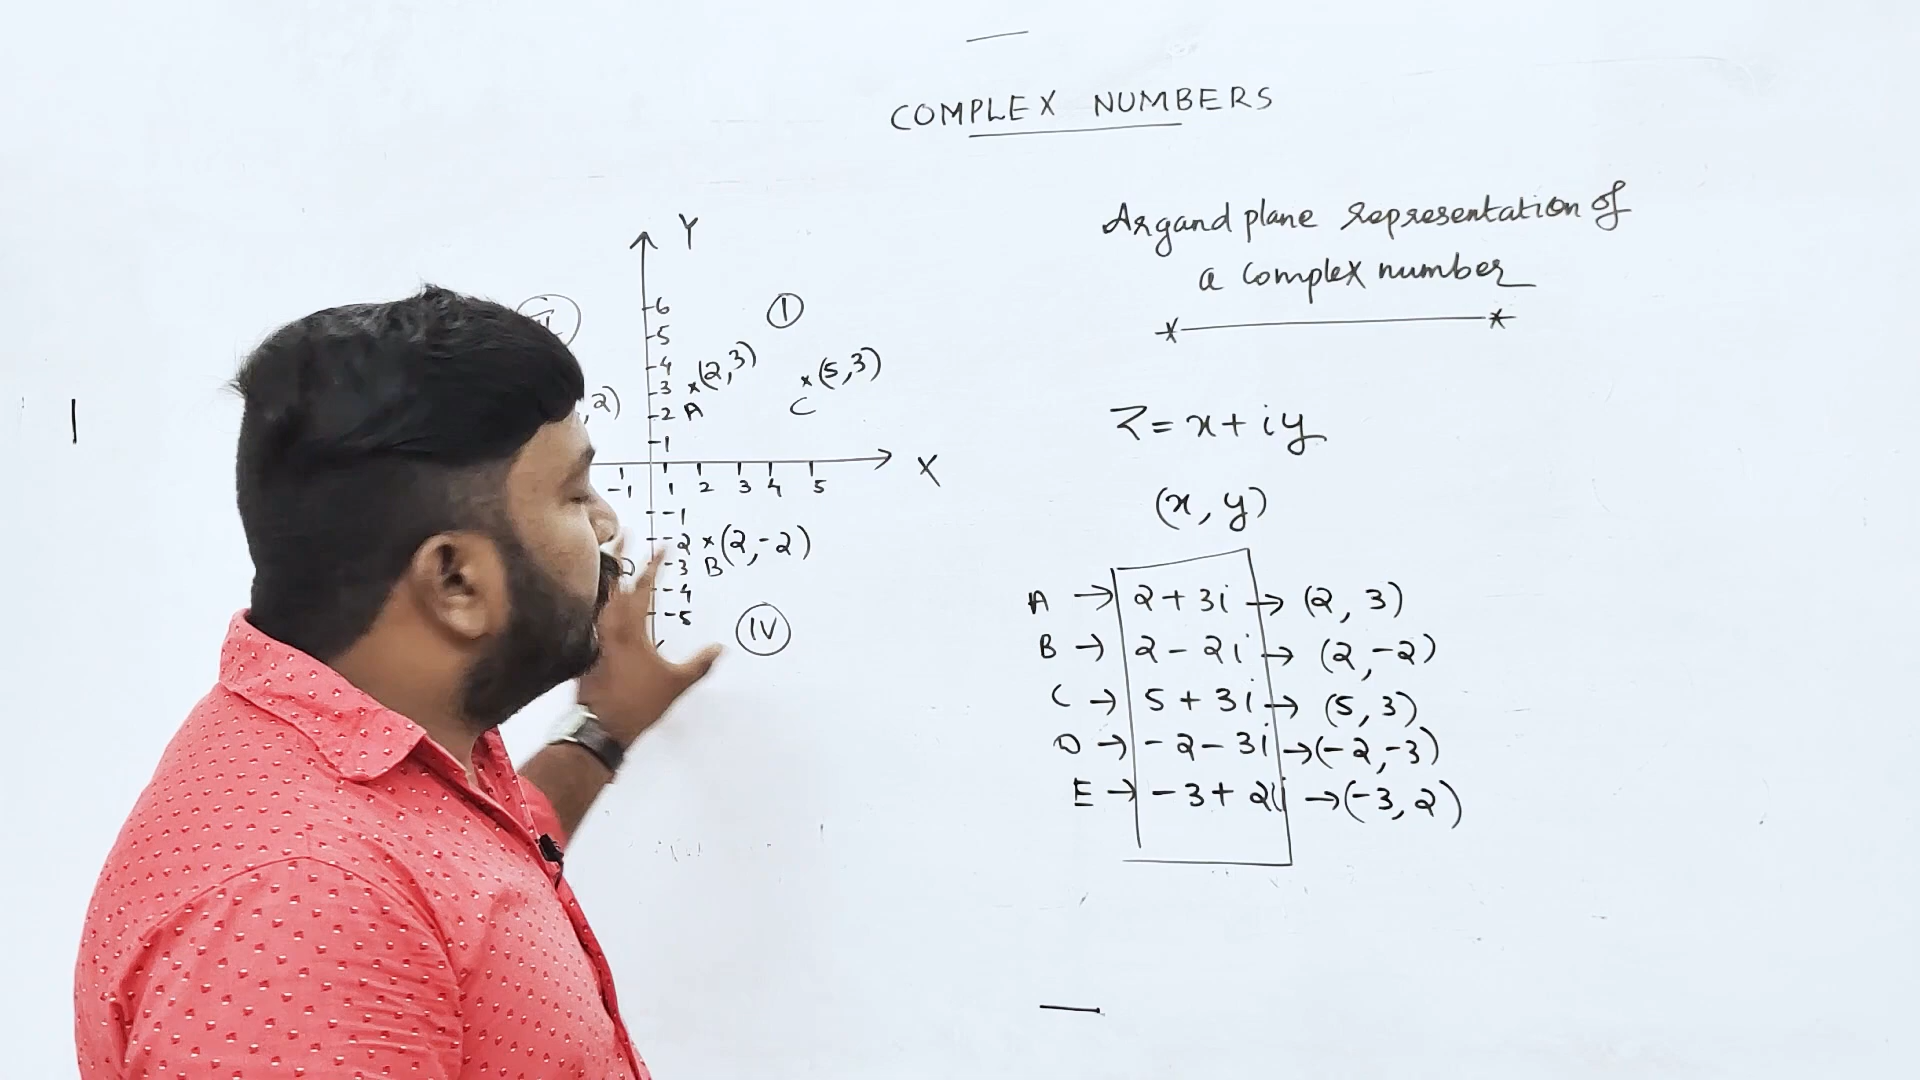 COMPLEX NUMBERS
Argand plane representation of
a complex number
Z = x + iy
(x, y)
A → 2 + 3i → (2, 3)
B → 2 - 2i → (2, -2)
C → 5 + 3i → (5, 3)
D → -2 - 3i → (-2, -3)
E → -3 + 2i → (-3, 2)
Y
6
I
5
4
(2,3)
(5,3)
3
, 2)
2
A
C
1
X
-1
1
2
3
4
5
-1
-2
(2,-2)
-3
B
-4
-5
IV